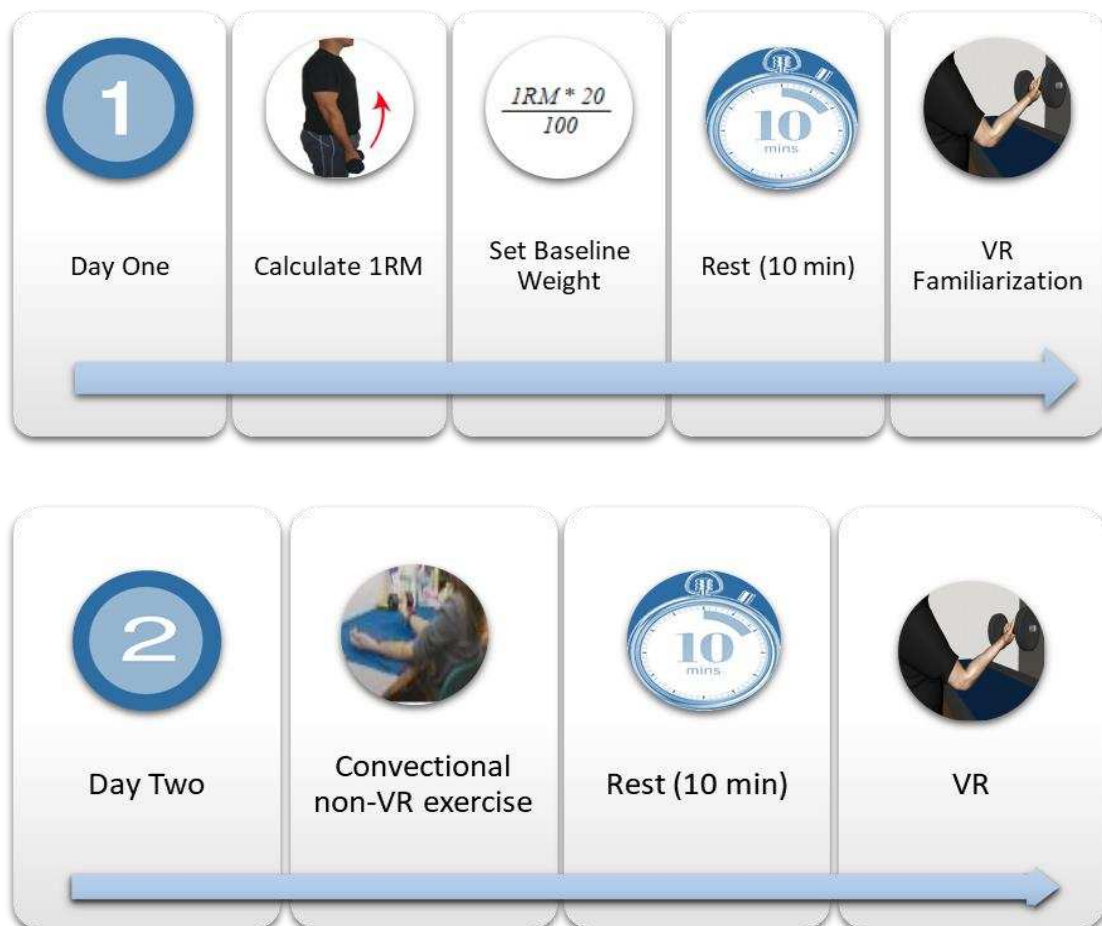 1
Day One
Calculate 1RM
1RM * 20
100
Set Baseline
Weight
10
mins
Rest (10 min)
VR
Familiarization
2
Day Two
Convectional
non-VR exercise
10
mins
Rest (10 min)
VR